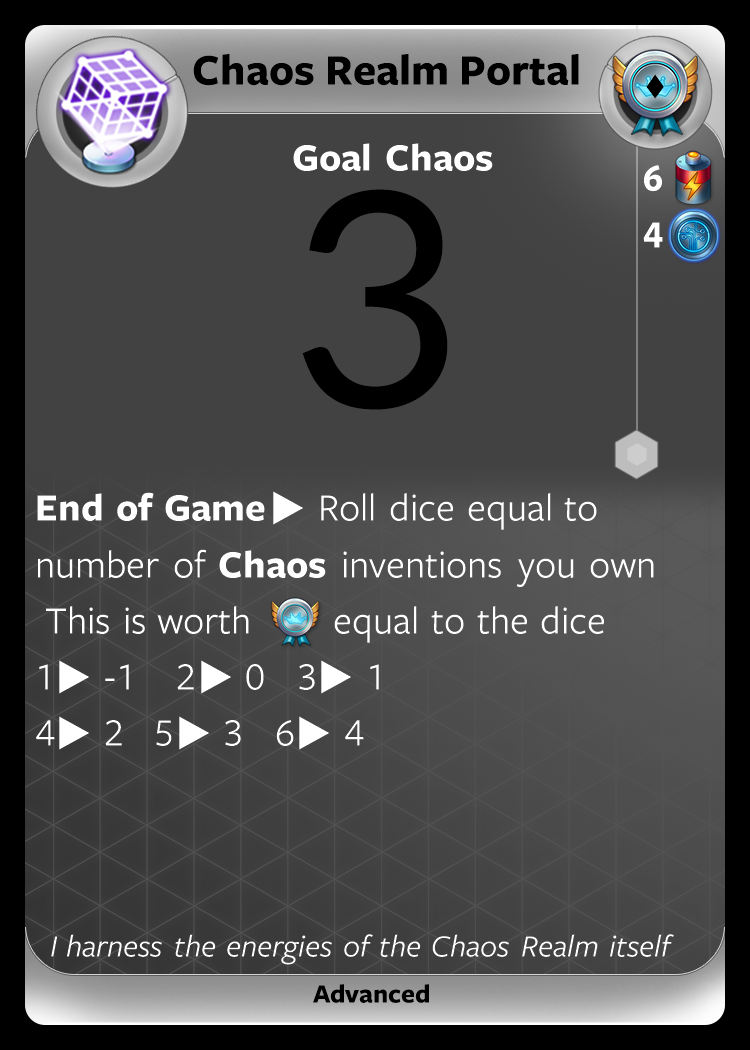 Chaos Realm Portal
Goal Chaos
6
4
3
End of Game▶ Roll dice equal to
number of Chaos inventions you own
This is worth equal to the dice
1▶ -1 2▶ 0 3▶ 1
4▶ 2 5▶ 3 6▶ 4
I harness the energies of the Chaos Realm itself
Advanced